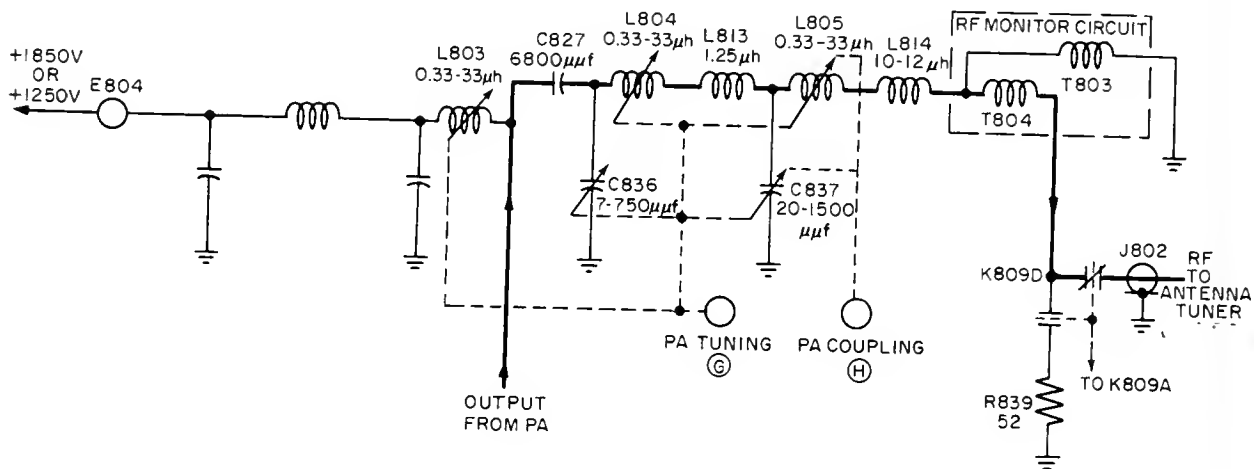 +1850V
OR
+1250V
E804
L803
0.33-33μh
C827
6800μμf
L804
0.33-33μh
L813
1.25μh
L805
0.33-33μh
L814
10-12μh
RF MONITOR CIRCUIT
T803
T804
C836
7-750μμf
C837
20-1500
μμf
PA TUNING
G
PA COUPLING
H
OUTPUT
FROM PA
K809D
J802
RF
TO
ANTENNA
TUNER
TO K809A
R839
52